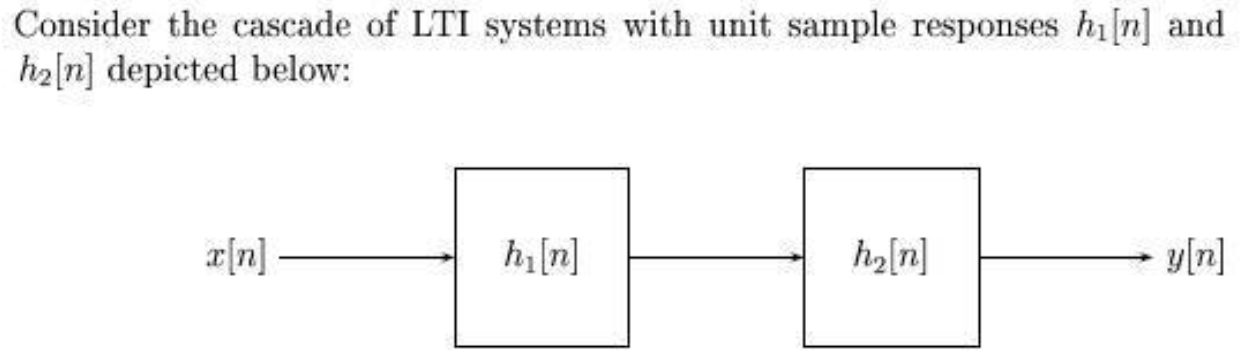 Consider the cascade of LTI systems with unit sample responses h₁[n] and
h₂[n] depicted below:
x[n] h₁[n] h₂[n] y[n]